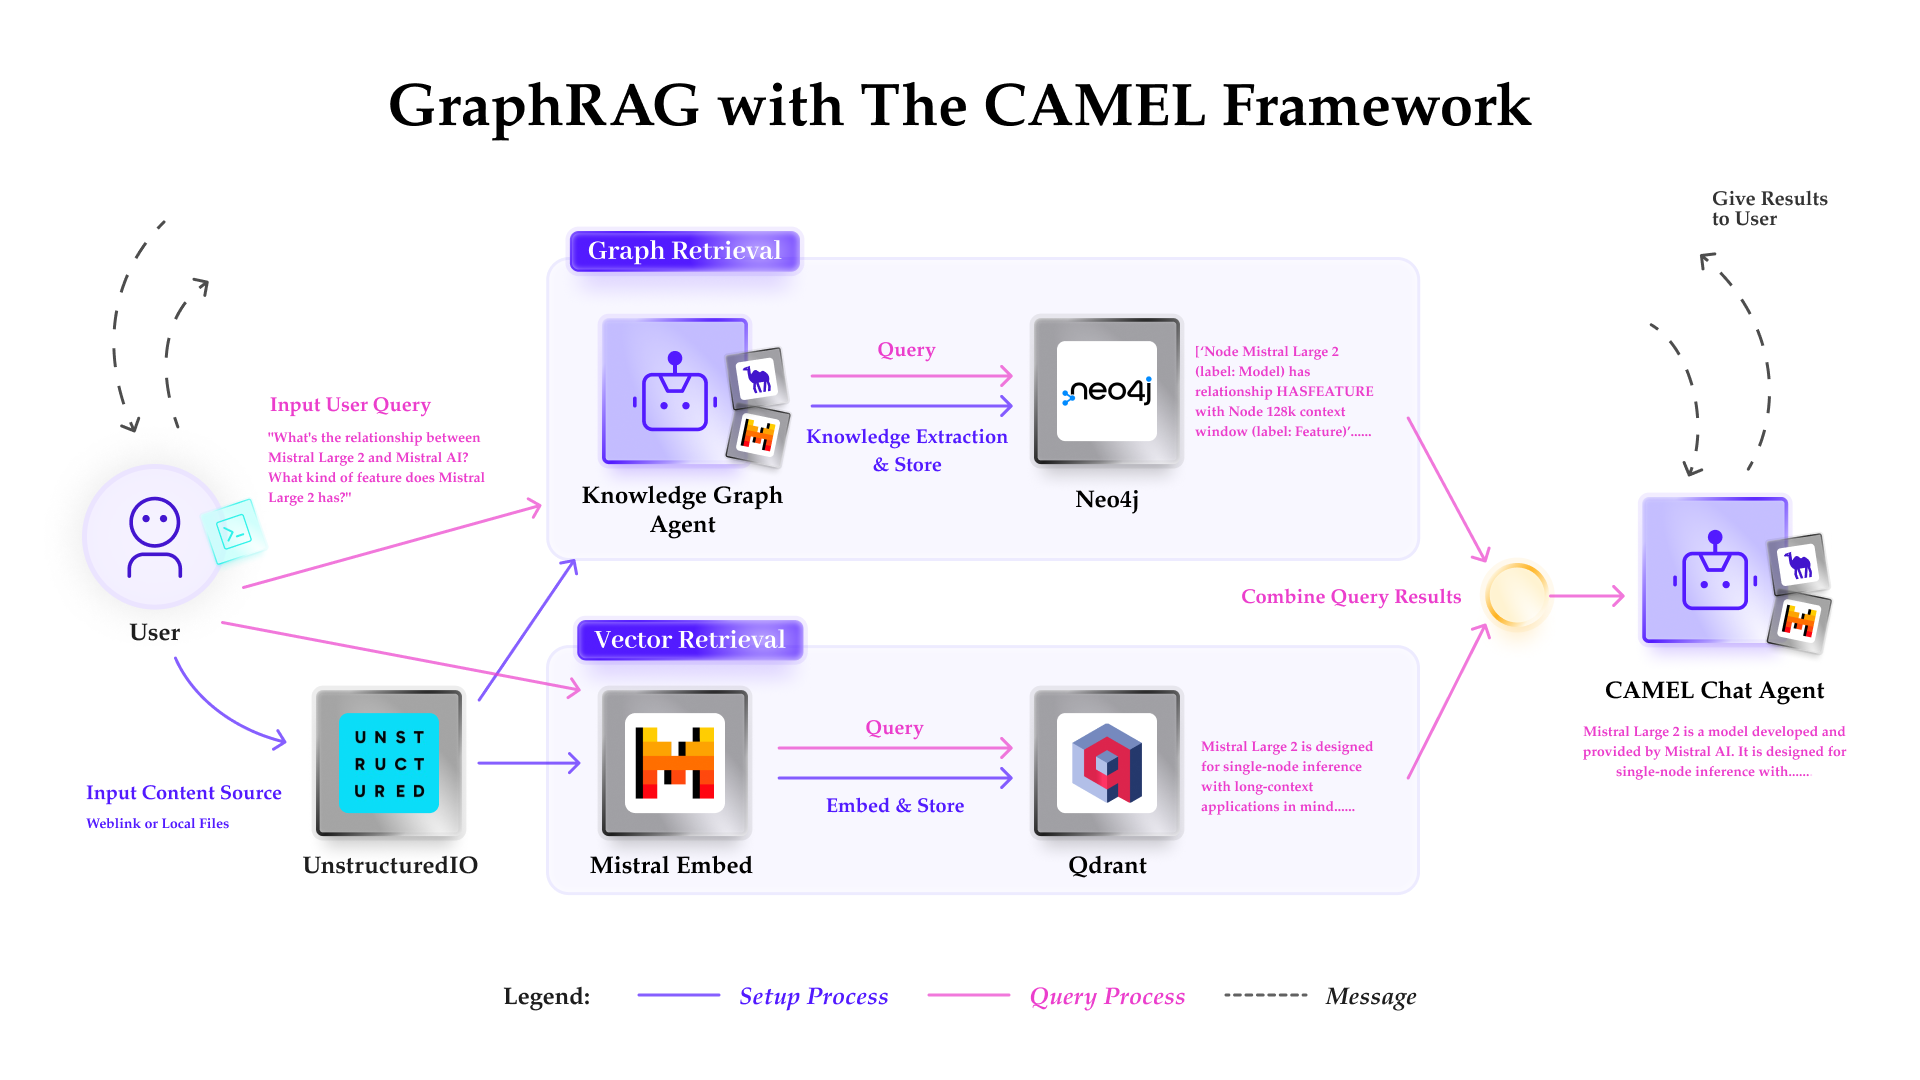 GraphRAG with The CAMEL Framework
Give Results
to User
Graph Retrieval
Input User Query
"What's the relationship between
Mistral Large 2 and Mistral AI?
What kind of feature does Mistral
Large 2 has?"
User
Query
Knowledge Extraction
& Store
Knowledge Graph
Agent
neo4j
Neo4j
[‘Node Mistral Large 2
(label: Model) has
relationship HASFEATURE
with Node 128k context
window (label: Feature)’......
Combine Query Results
CAMEL Chat Agent
Mistral Large 2 is a model developed and
provided by Mistral AI. It is designed for
single-node inference with......
Vector Retrieval
Input Content Source
Weblink or Local Files
UNST
RUCT
URED
UnstructuredIO
Mistral Embed
Query
Embed & Store
Qdrant
Mistral Large 2 is designed
for single-node inference
with long-context
applications in mind......
Legend:
Setup Process
Query Process
Message